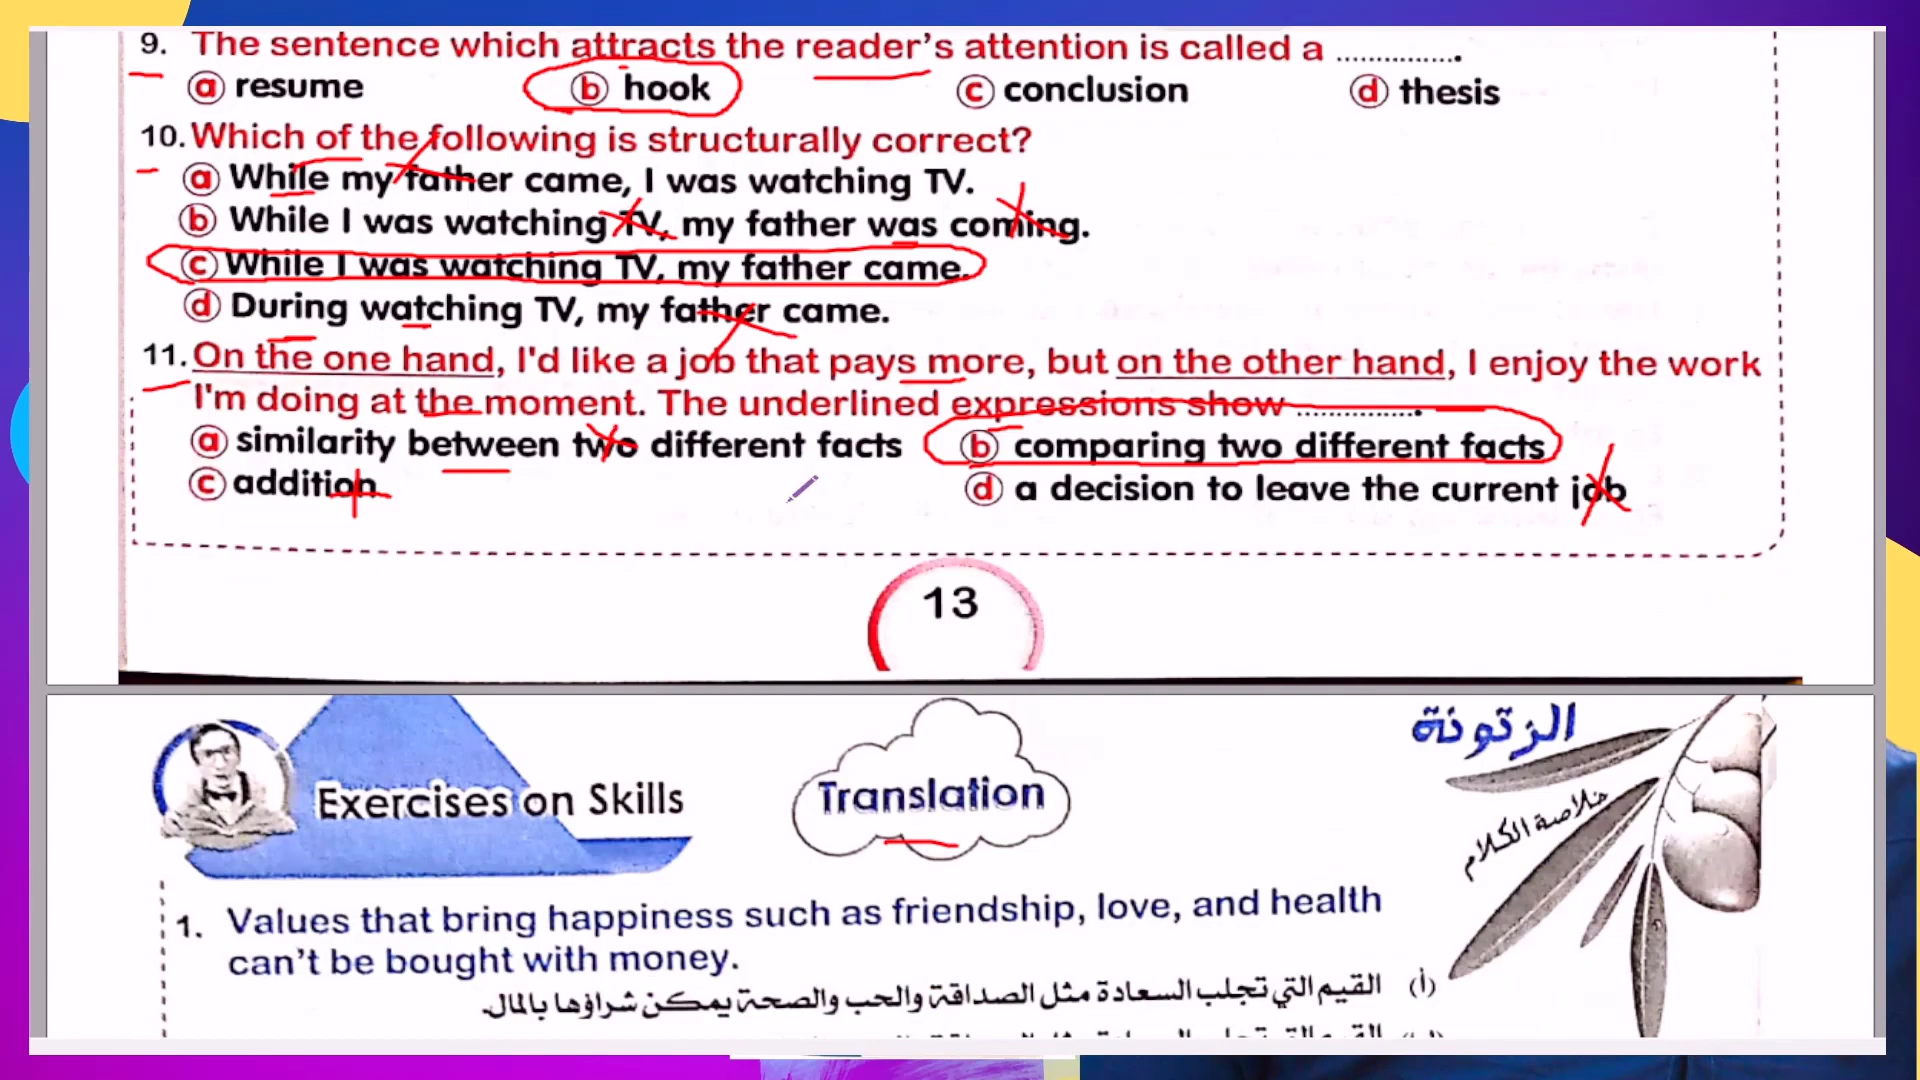 9. The sentence which attracts the reader's attention is called a ...............
ⓐ resume ⓑ hook ⓒ conclusion ⓓ thesis
10. Which of the following is structurally correct?
ⓐ While my father came, I was watching TV.
ⓑ While I was watching TV, my father was coming.
ⓒ While I was watching TV, my father came.
ⓓ During watching TV, my father came.
11. On the one hand, I'd like a job that pays more, but on the other hand, I enjoy the work
I'm doing at the moment. The underlined expressions show ...............
ⓐ similarity between two different facts ⓑ comparing two different facts
ⓒ addition ⓓ a decision to leave the current job
13
الزتونة
خلاصة الكلام
Exercises on Skills
Translation
1. Values that bring happiness such as friendship, love, and health
can't be bought with money.
(أ) القيم التي تجلب السعادة مثل الصداقة والحب والصحة يمكن شراؤها بالمال.